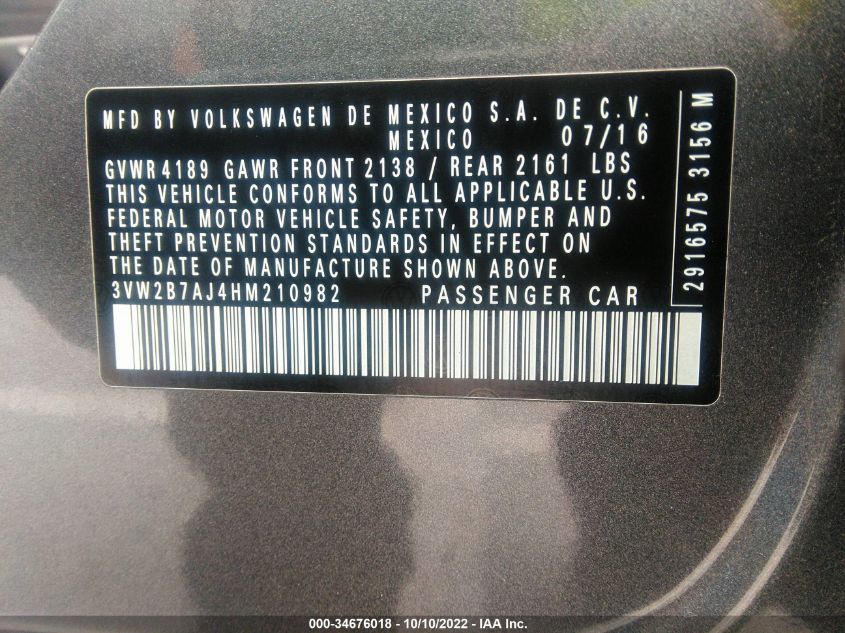 MFD BY VOLKSWAGEN DE MEXICO S.A. DE C.V.
MEXICO 07/16
GVWR 4189 GAWR FRONT 2138 / REAR 2161 LBS
THIS VEHICLE CONFORMS TO ALL APPLICABLE U.S.
FEDERAL MOTOR VEHICLE SAFETY, BUMPER AND
THEFT PREVENTION STANDARDS IN EFFECT ON
THE DATE OF MANUFACTURE SHOWN ABOVE.
3VW2B7AJ4HM210982 PASSENGER CAR
2916575 3156 M
000-34676018 - 10/10/2022 - IAA Inc.